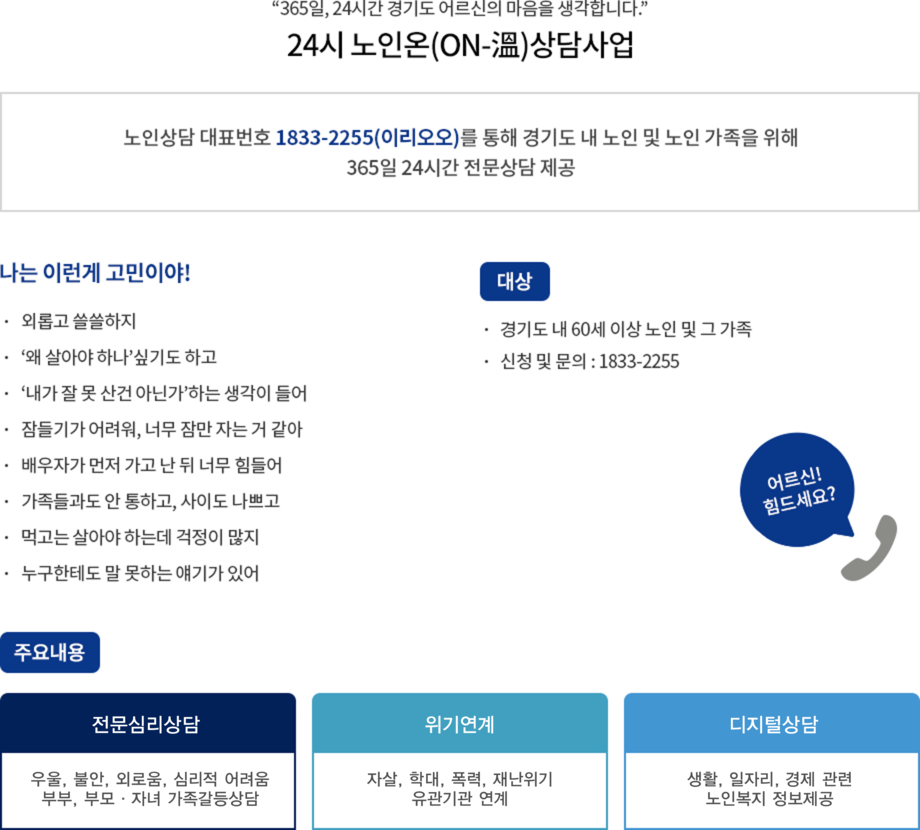 “365일, 24시간 경기도 어르신의 마음을 생각합니다.”
24시 노인온(ON-溫)상담사업
노인상담 대표번호 1833-2255(이리오오)를 통해 경기도 내 노인 및 노인 가족을 위해
365일 24시간 전문상담 제공
나는 이런게 고민이야!
· 외롭고 쓸쓸하지
· ‘왜 살아야 하나’싶기도 하고
· ‘내가 잘 못 산건 아닌가’하는 생각이 들어
· 잠들기가 어려워, 너무 잠만 자는 거 같아
· 배우자가 먼저 가고 난 뒤 너무 힘들어
· 가족들과도 안 통하고, 사이도 나쁘고
· 먹고는 살아야 하는데 걱정이 많지
· 누구한테도 말 못하는 얘기가 있어
대상
· 경기도 내 60세 이상 노인 및 그 가족
· 신청 및 문의 : 1833-2255
어르신!
힘드세요?
주요내용
전문심리상담
우울, 불안, 외로움, 심리적 어려움
부부, 부모 · 자녀 가족갈등상담
위기연계
자살, 학대, 폭력, 재난위기
유관기관 연계
디지털상담
생활, 일자리, 경제 관련
노인복지 정보제공